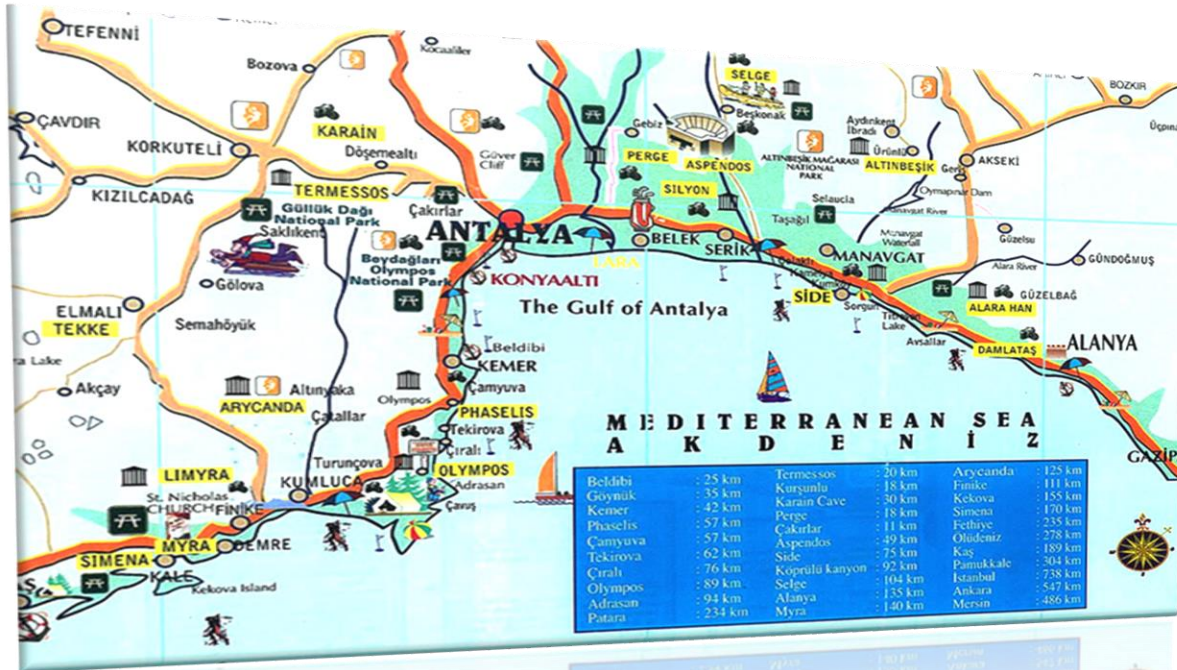 TEFENNİ
Kocaaliler
Bozova
SELGE
BOZKIR
ÇAVDIR
KARAİN
Gebiz
Beşkonak
Aydınkent
İbradı
KORKUTELİ
Döşemealtı
Güver
Cliff
PERGE
ASPENDOS
ALTINBEŞİK MAĞARASI
NATIONAL
PARK
Ürünlü
ALTINBEŞİK
AKSEKİ
KIZILCADAĞ
TERMESSOS
SILYON
Oymapınar Dam
Güllük Dağı
National Park
Çakırlar
Selaucia
Manavgat River
Saklıkent
ANTALYA
Taşağıl
Beydağları
Olympos
National Park
BELEK
SERİK
Manavgat
Waterfall
Güzelsu
LARA
MANAVGAT
GÜNDOĞMUŞ
Gölova
KONYAALTI
Alara River
ELMALI
TEKKE
Semahöyük
The Gulf of Antalya
SİDE
Sorgun
GÜZELBAĞ
ALARA HAN
Lake
Avsallar
Beldibi
DAMLATAŞ
ALANYA
KEMER
Akçay
Altınyaka
Olympos
Çamyuva
ARYCANDA
Çatallar
PHASELIS
Tekirova
MEDITERRANEAN SEA
AKDENİZ
Çıralı
LIMYRA
Turunçova
OLYMPOS
GAZİP
KUMLUCA
Adrasan
St. Nicholas
CHURCH
FİNİKE
Çavuş
MYRA
DEMRE
SIMENA
KALE
Kekova Island
Beldibi : 25 km
Göynük : 35 km
Kemer : 42 km
Phaselis : 57 km
Çamyuva : 57 km
Tekirova : 62 km
Çıralı : 76 km
Olympos : 89 km
Adrasan : 94 km
Patara : 234 km
Termessos : 20 km
Kurşunlu : 18 km
Karain Cave : 30 km
Perge : 18 km
Çakırlar : 11 km
Aspendos : 49 km
Side : 75 km
Köprülü kanyon : 92 km
Selge : 104 km
Alanya : 135 km
Myra : 140 km
Arycanda : 125 km
Finike : 111 km
Kekova : 155 km
Simena : 170 km
Fethiye : 235 km
Ölüdeniz : 278 km
Kaş : 189 km
Pamukkale : 304 km
İstanbul : 738 km
Ankara : 547 km
Mersin : 486 km